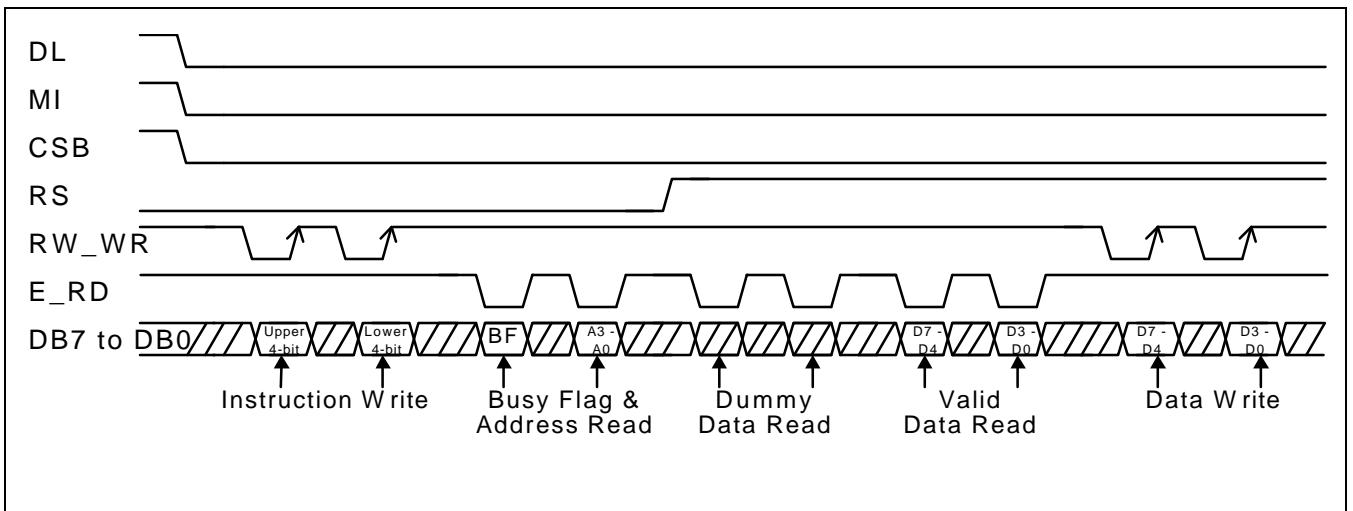 DL
MI
CSB
RS
RW_WR
E_RD
DB7 to DB0
Upper
4-bit
Lower
4-bit
BF
A3 -
A0
D7 -
D4
D3 -
D0
D7 -
D4
D3 -
D0
Instruction Write
Busy Flag &
Address Read
Dummy
Data Read
Valid
Data Read
Data Write